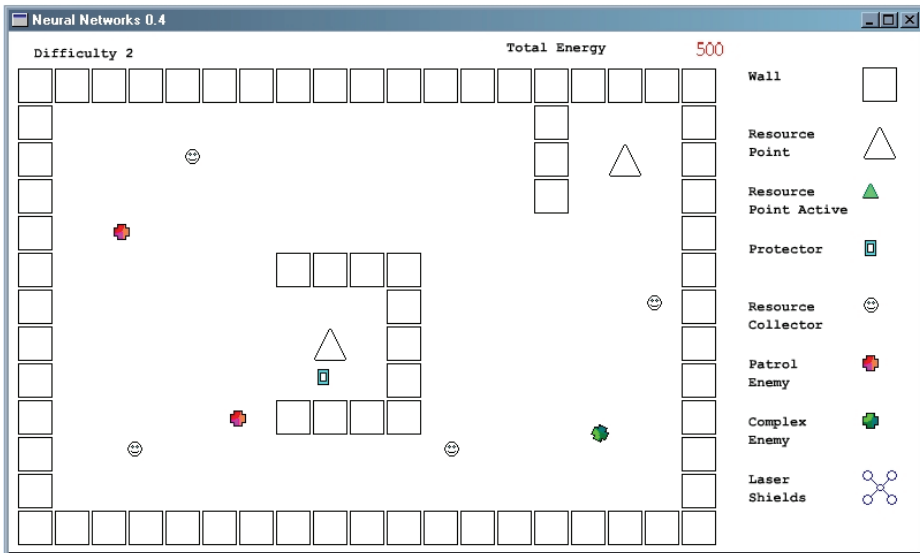 Neural Networks 0.4
Difficulty 2
Total Energy
500
Wall
Resource
Point
Resource
Point Active
Protector
Resource
Collector
Patrol
Enemy
Complex
Enemy
Laser
Shields